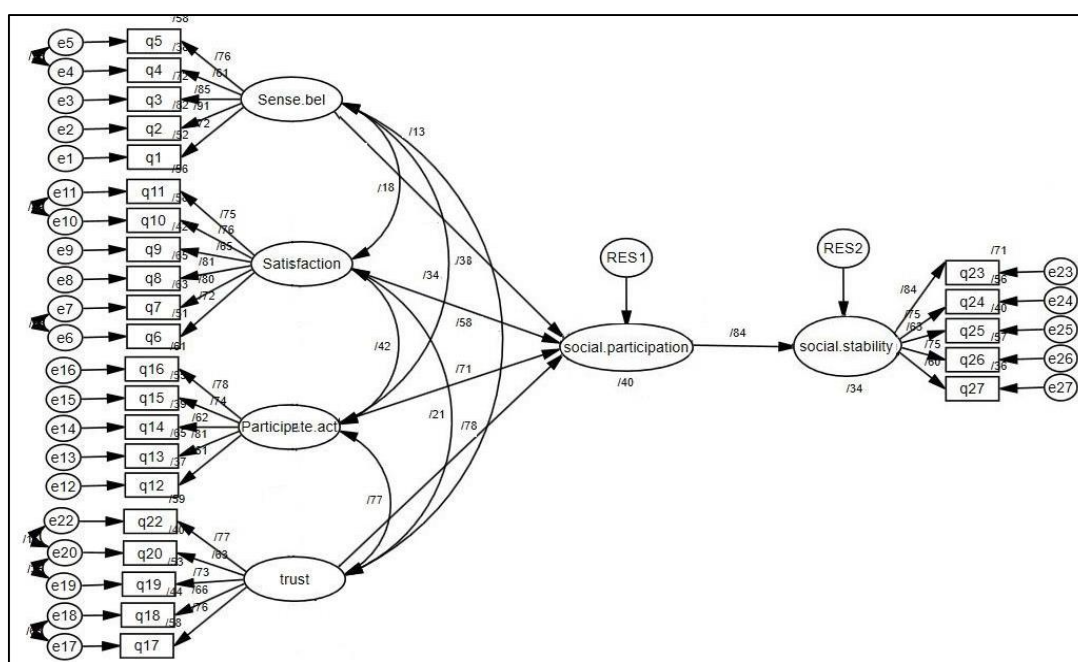 /58
e5 q5 /38
/76
e4 q4 /72
/61
e3 q3 /82
/85
e2 q2 /52
/91
e1 q1
/72
Sense.bel
/56
e11 q11 /58
/75
e10 q10 /42
/76
e9 q9 /65
/65
e8 q8 /63
/81
e7 q7 /51
/80
e6 q6
/72
Satisfaction
/61
e16 q16
/78
e15 q15 /39
/74
e14 q14 /65
/62
e13 q13 /37
/81
e12 q12
Participate.act
/59
e22 q22 /40
/77
e20 q20 /53
/63
e19 q19 /44
/73
e18 q18 /58
/66
e17 q17
/76
trust
/13
/18
/38
/34
/58
/42
/71
/21
/78
/77
RES1
social.participation
/40
/84
RES2
social.stability
/34
/71
/84
q23 e23
/56
/75
q24 e24
/40
/63
q25 e25
/57
/75
q26 e26
/36
/60
q27 e27